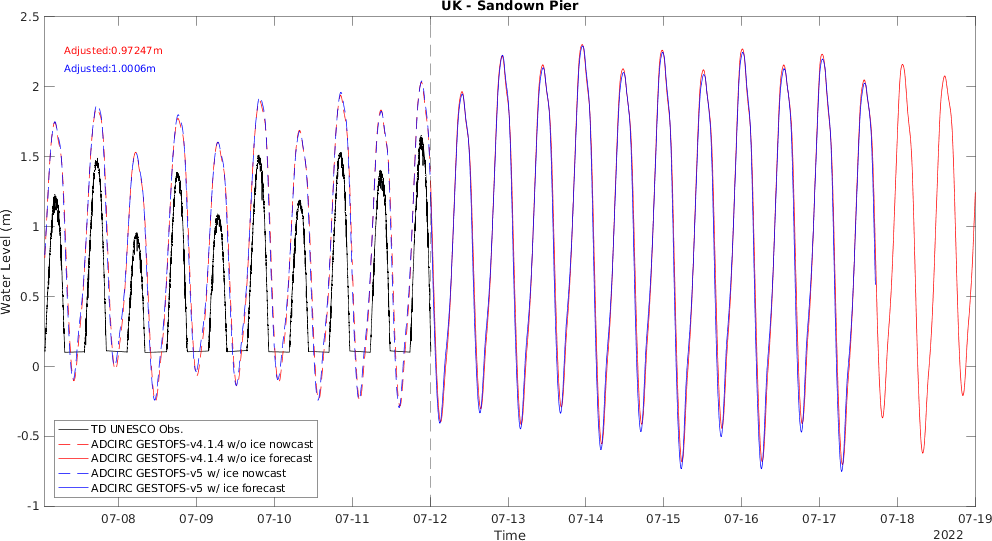 UK - Sandown Pier
Adjusted:0.97247m
Adjusted:1.0006m
Water Level (m)
2.5
2
1.5
1
0.5
0
-0.5
-1
TD UNESCO Obs.
ADCIRC GESTOFS-v4.1.4 w/o ice nowcast
ADCIRC GESTOFS-v4.1.4 w/o ice forecast
ADCIRC GESTOFS-v5 w/ ice nowcast
ADCIRC GESTOFS-v5 w/ ice forecast
07-08 07-09 07-10 07-11 07-12 07-13 07-14 07-15 07-16 07-17 07-18 07-19
Time
2022